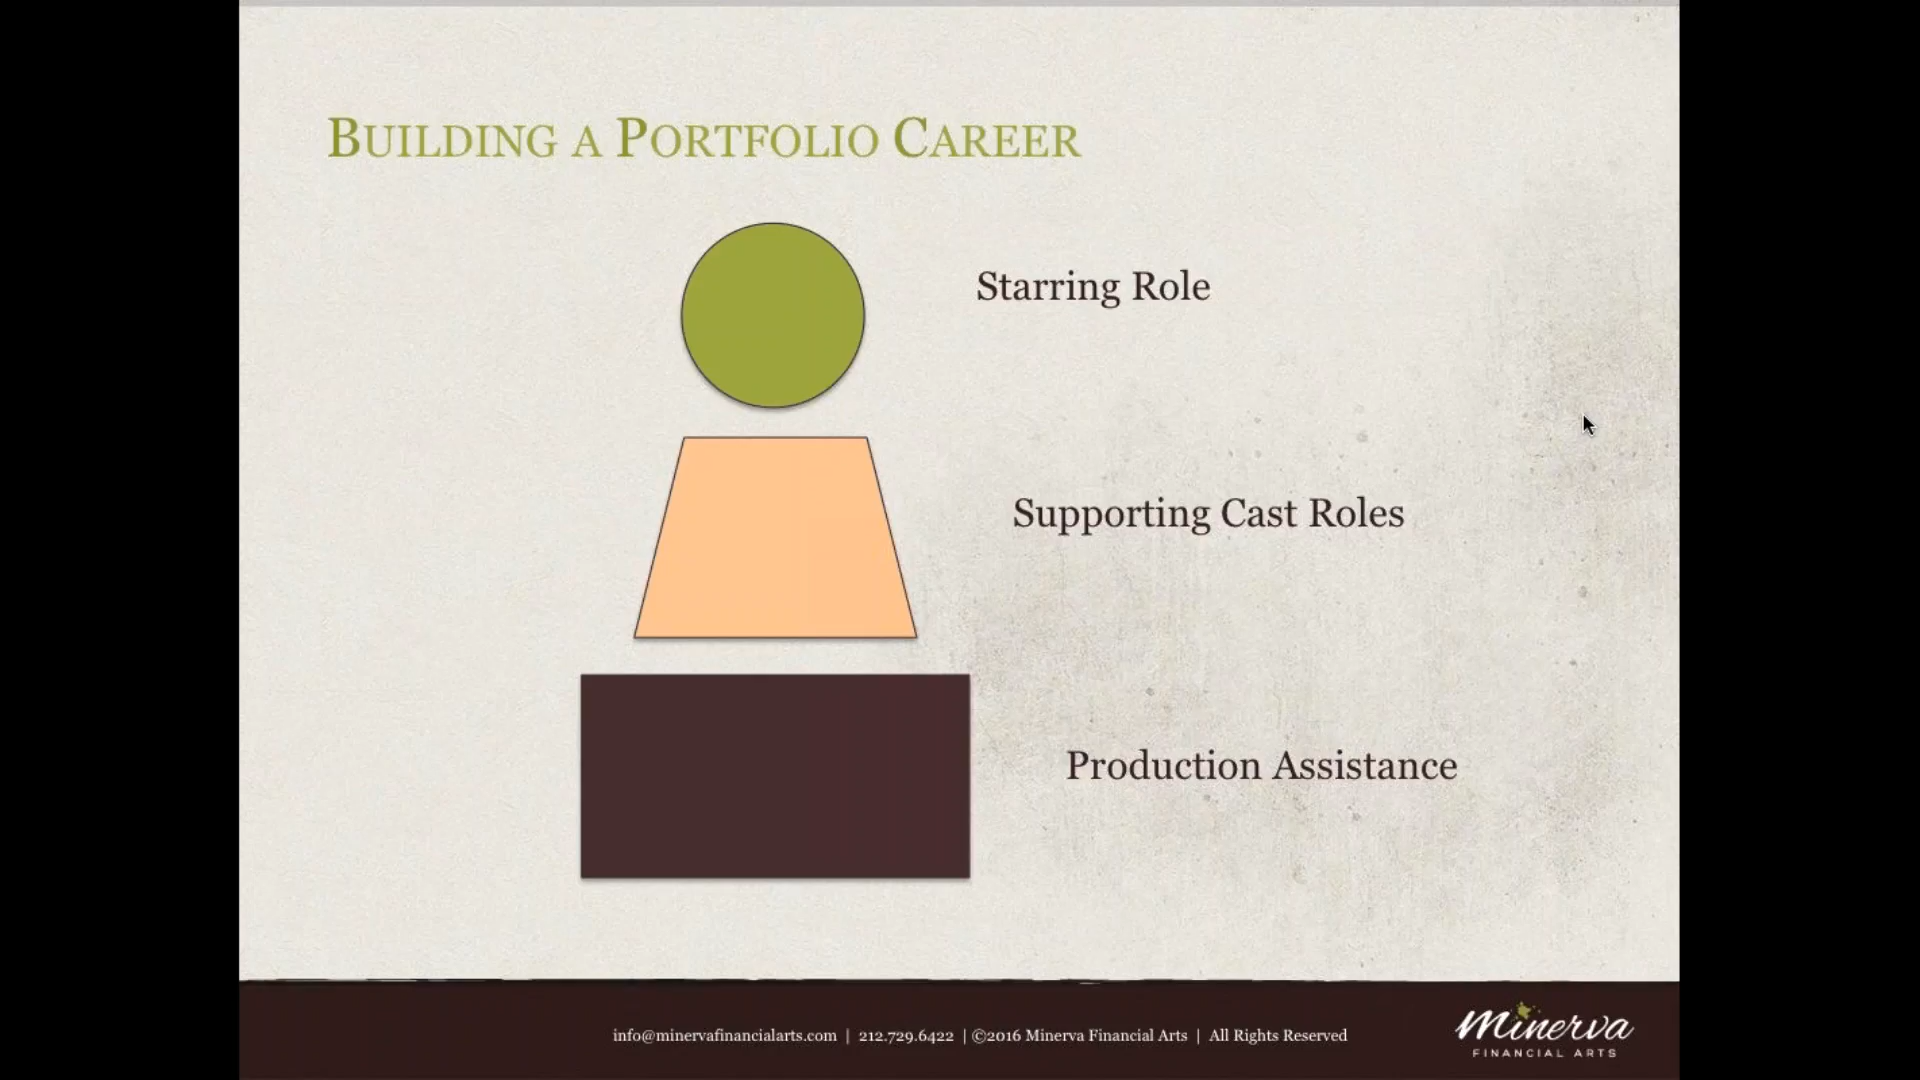 BUILDING A PORTFOLIO CAREER
Starring Role
Supporting Cast Roles
Production Assistance
info@minervafinancialarts.com | 212.729.6422 | ©2016 Minerva Financial Arts | All Rights Reserved
Minerva
FINANCIAL ARTS